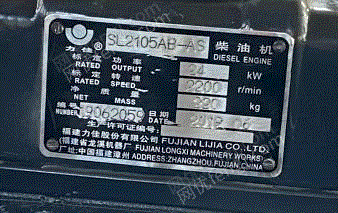 力佳 SL2105AB-AS 柴油机
DIESEL ENGINE
标定功率
RATED OUTPUT POWER 24 kW
标定转速
RATED SPEED 2200 r/min
净质量
NET MASS kg
编号 日期
生产许可证编号:
福建力佳股份有限公司 FUJIAN LIJIA CO.,LTD.
(福建省龙溪机器厂 FUJIAN LONGXI MACHINERY WORKS)
厂址:中国福建漳州 ADDRESS:ZHANGZHOU,FUJIAN,CHINA